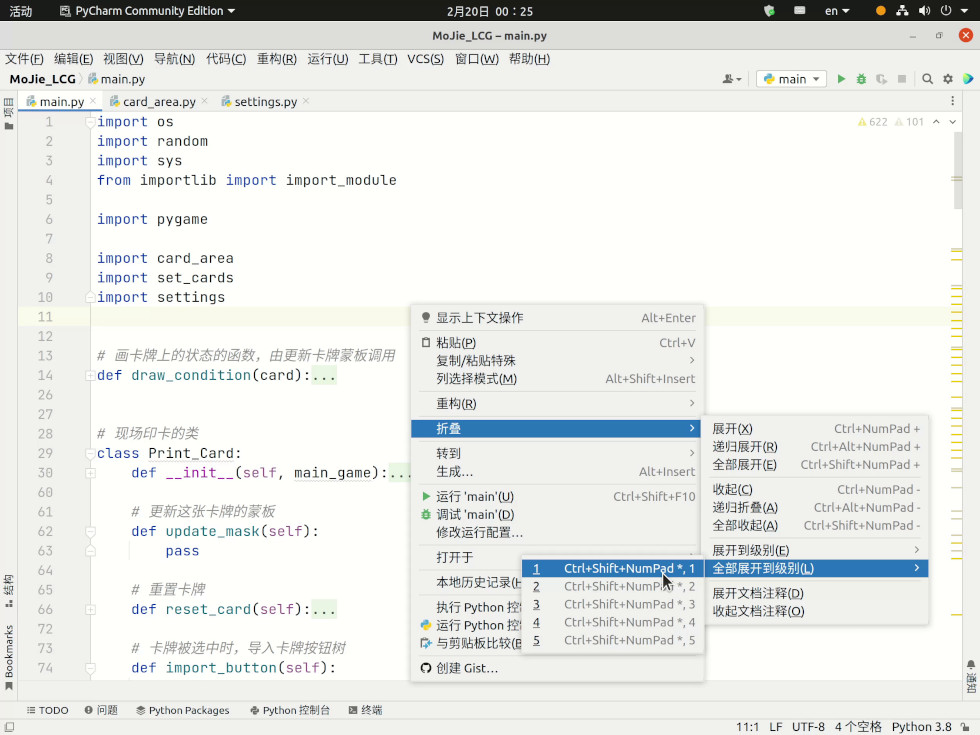 活动 PyCharm Community Edition 2月20日 00：25 en
MoJie_LCG – main.py
文件(F) 编辑(E) 视图(V) 导航(N) 代码(C) 重构(R) 运行(U) 工具(T) VCS(S) 窗口(W) 帮助(H)
MoJie_LCG main.py main
项目
main.py card_area.py settings.py
622 101
1 import os
2 import random
3 import sys
4 from importlib import import_module
5
6 import pygame
7
8 import card_area
9 import set_cards
10 import settings
11
12
13 # 画卡牌上的状态的函数，由更新卡牌蒙板调用
14 def draw_condition(card):...
26
27
28 # 现场印卡的类
29 class Print_Card:
30 def __init__(self, main_game):...
60
61 # 更新这张卡牌的蒙板
62 def update_mask(self):
63 pass
64
65 # 重置卡牌
66 def reset_card(self):...
72
73 # 卡牌被选中时，导入卡牌按钮树
74 def import_button(self):
显示上下文操作 Alt+Enter
粘贴(P) Ctrl+V
复制/粘贴特殊
列选择模式(M) Alt+Shift+Insert
重构(R)
折叠
转到
生成... Alt+Insert
运行 'main'(U) Ctrl+Shift+F10
调试 'main'(D)
修改运行配置...
打开于
本地历史记录(H
执行 Python 控
运行 Python 控
与剪贴板比较(B
创建 Gist...
展开(X) Ctrl+NumPad +
递归展开(R) Ctrl+Alt+NumPad +
全部展开(E) Ctrl+Shift+NumPad +
收起(C) Ctrl+NumPad -
递归折叠(A) Ctrl+Alt+NumPad -
全部收起(A) Ctrl+Shift+NumPad -
展开到级别(E)
全部展开到级别(L)
展开文档注释(D)
收起文档注释(O)
1 Ctrl+Shift+NumPad *, 1
2 Ctrl+Shift+NumPad *, 2
3 Ctrl+Shift+NumPad *, 3
4 Ctrl+Shift+NumPad *, 4
5 Ctrl+Shift+NumPad *, 5
结构
Bookmarks
通知
TODO 问题 Python Packages Python 控制台 终端
11:1 LF UTF-8 4 个空格 Python 3.8